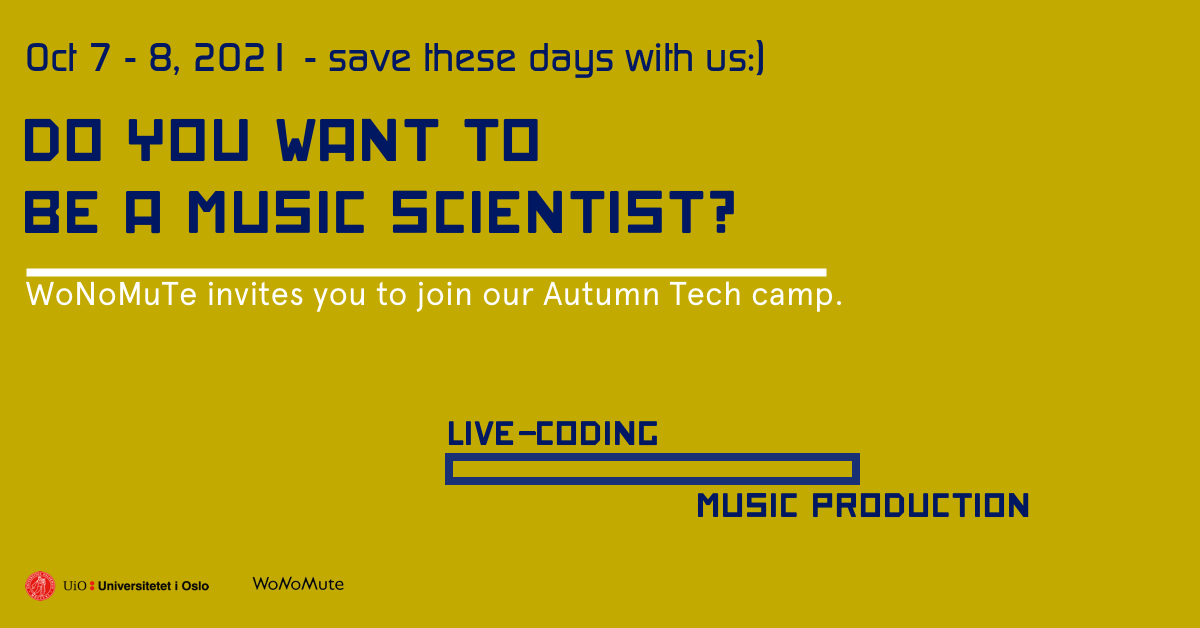 Oct 7 - 8, 2021 - save these days with us:)
DO YOU WANT TO
BE A MUSIC SCIENTIST?
WoNoMuTe invites you to join our Autumn Tech camp.
LIVE-CODING
MUSIC PRODUCTION
UiO : Universitetet i Oslo
WoNoMute